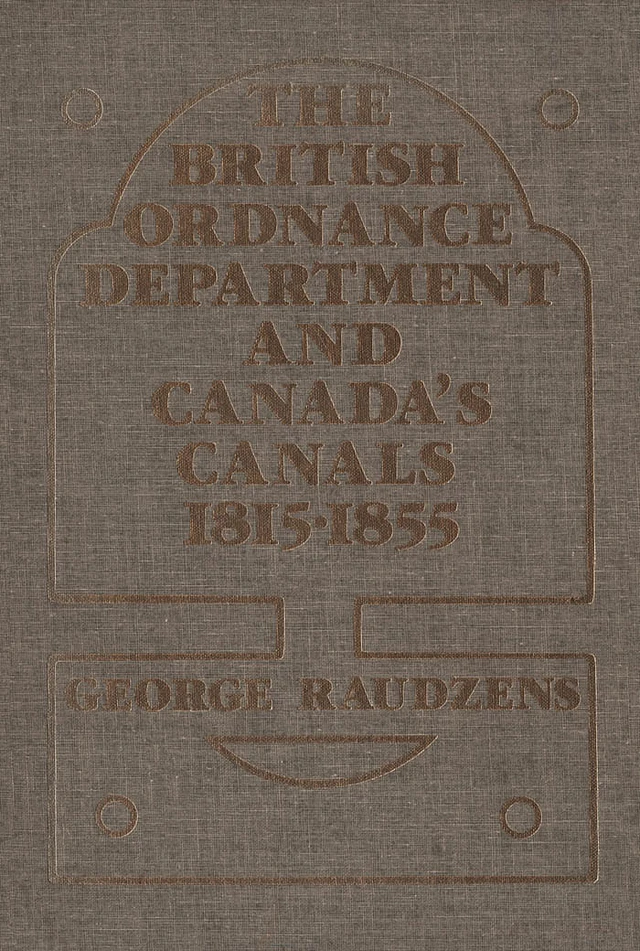 THE
BRITISH
ORDNANCE
DEPARTMENT
AND
CANADA'S
CANALS
1815·1855
GEORGE RAUDZENS